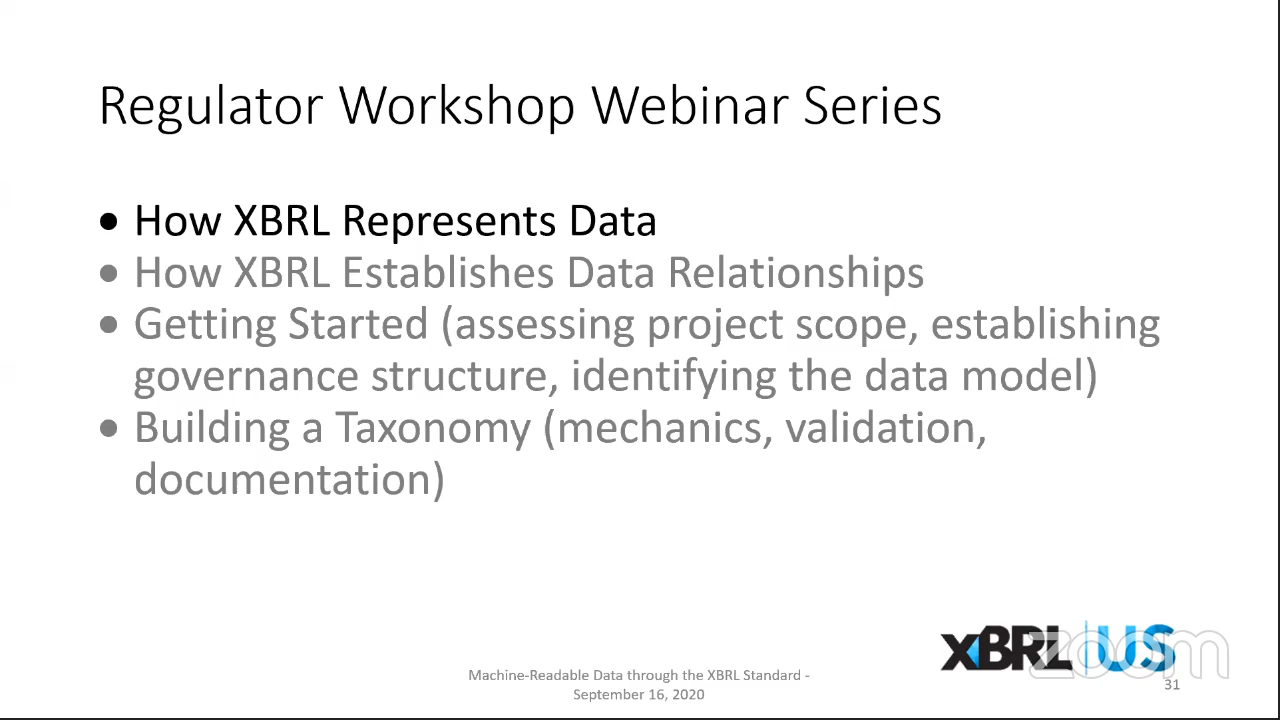 Regulator Workshop Webinar Series
• How XBRL Represents Data
• How XBRL Establishes Data Relationships
• Getting Started (assessing project scope, establishing
governance structure, identifying the data model)
• Building a Taxonomy (mechanics, validation,
documentation)
XBRL US
zoom
Machine-Readable Data through the XBRL Standard -
September 16, 2020
31